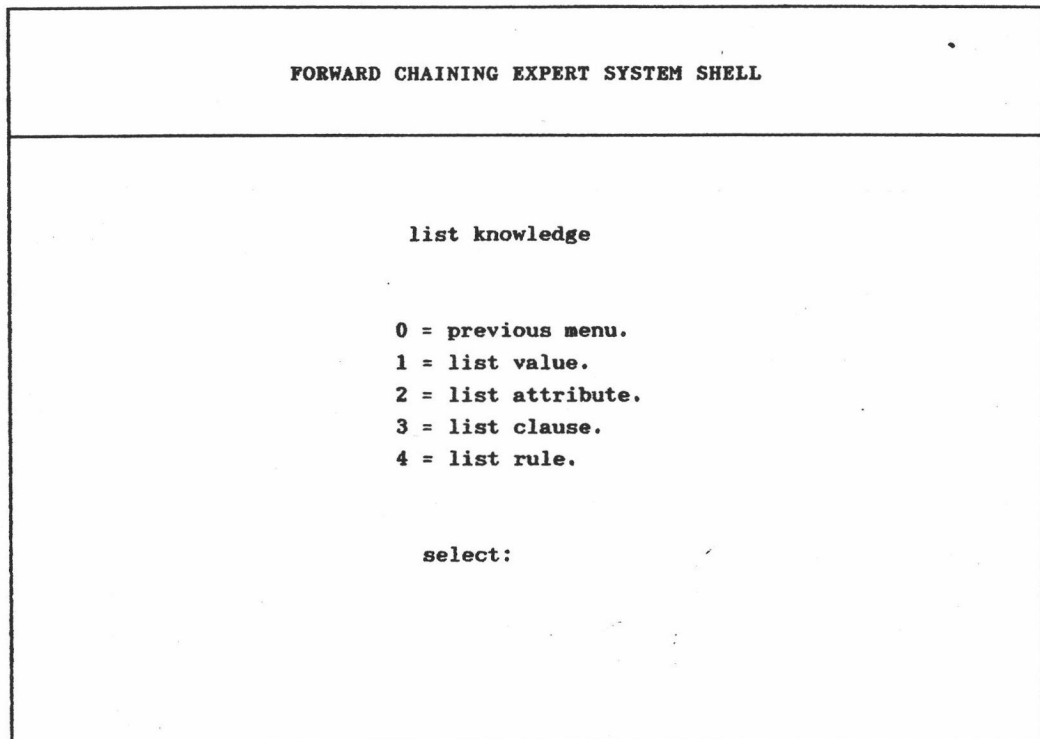 FORWARD CHAINING EXPERT SYSTEM SHELL
list knowledge
0 = previous menu.
1 = list value.
2 = list attribute.
3 = list clause.
4 = list rule.
select: